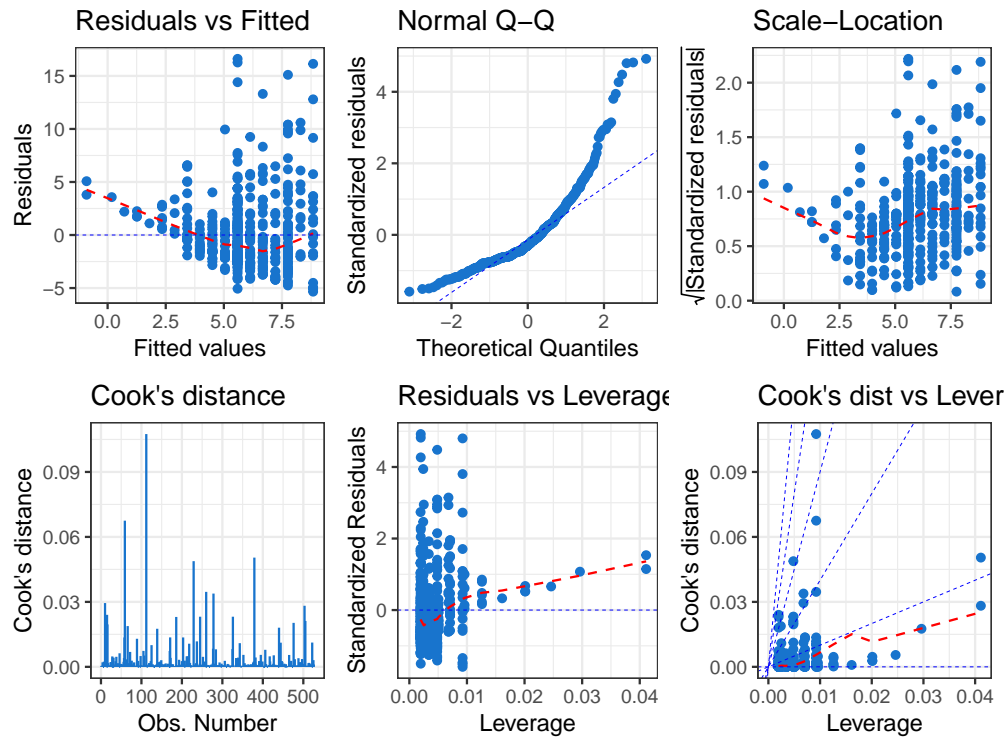 Residuals vs Fitted
Residuals
15
10
5
0
−5
0.0 2.5 5.0 7.5
Fitted values
Normal Q−Q
Standardized residuals
4
2
0
−2 0 2
Theoretical Quantiles
Scale−Location
√|Standardized residuals|
2.0
1.5
1.0
0.5
0.0
0.0 2.5 5.0 7.5
Fitted values
Cook's distance
Cook's distance
0.09
0.06
0.03
0.00
0 100 200 300 400 500
Obs. Number
Residuals vs Leverage
Standardized Residuals
4
2
0
0.00 0.01 0.02 0.03 0.04
Leverage
Cook's dist vs Lever
Cook's distance
0.09
0.06
0.03
0.00
0.00 0.01 0.02 0.03 0.04
Leverage